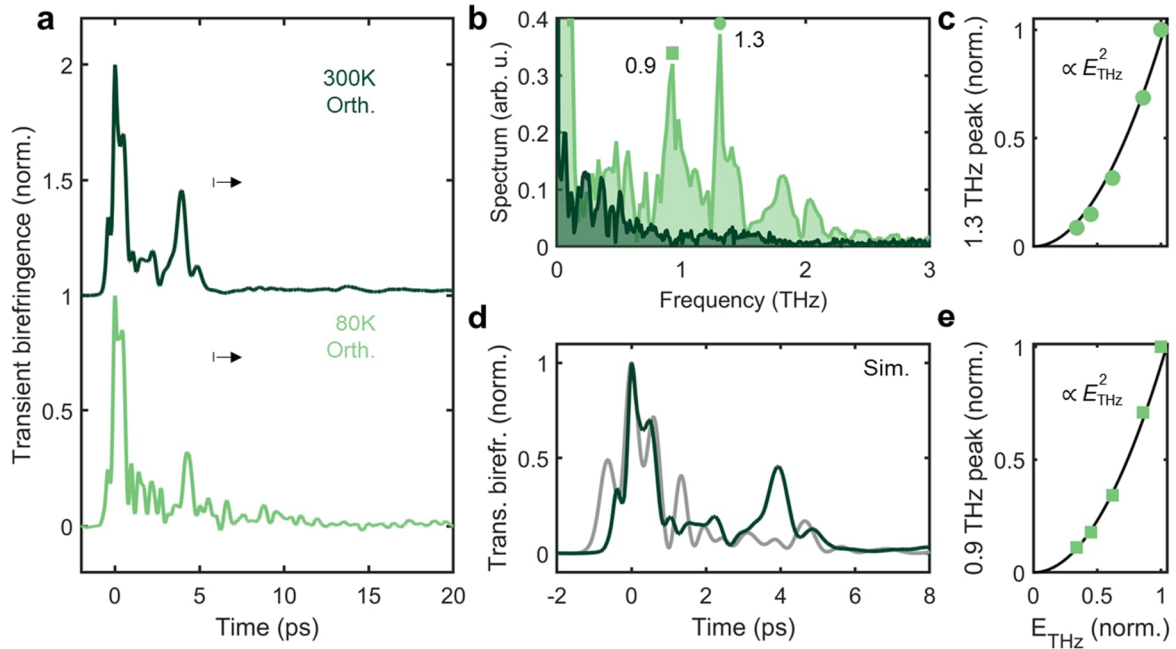 a
Transient birefringence (norm.)
2
1.5
1
0.5
0
300K
Orth.
80K
Orth.
0
5
10
15
20
Time (ps)
b
Spectrum (arb. u.)
0.4
0.3
0.2
0.1
0
0.9
1.3
0
1
2
3
Frequency (THz)
c
1.3 THz peak (norm.)
1
0.5
0
∝ E²THz
d
Trans. birefr. (norm.)
1
0.5
0
Sim.
-2
0
2
4
6
8
Time (ps)
e
0.9 THz peak (norm.)
1
0.5
0
∝ E²THz
0
0.5
1
ETHz (norm.)